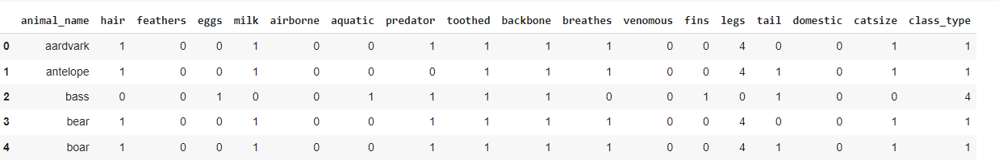 animal_name hair feathers eggs milk airborne aquatic predator toothed backbone breathes venomous fins legs tail domestic catsize class_type
0 aardvark 1 0 0 1 0 0 1 1 1 1 0 0 4 0 0 1 1
1 antelope 1 0 0 1 0 0 0 1 1 1 0 0 4 1 0 1 1
2 bass 0 0 1 0 0 1 1 1 1 0 0 1 0 1 0 0 4
3 bear 1 0 0 1 0 0 1 1 1 1 0 0 4 0 0 1 1
4 boar 1 0 0 1 0 0 1 1 1 1 0 0 4 1 0 1 1